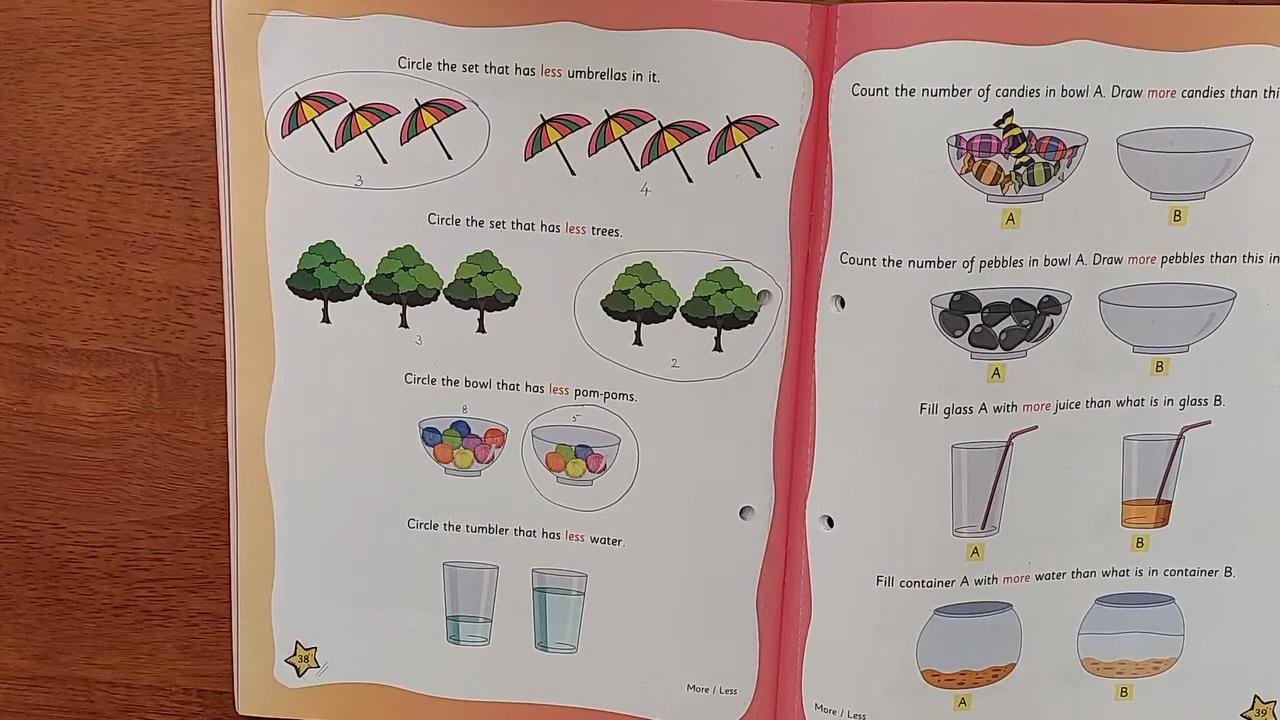 Circle the set that has less umbrellas in it.
3
4
Circle the set that has less trees.
3
2
Circle the bowl that has less pom-poms.
8
5
Circle the tumbler that has less water.
38
More / Less
Count the number of candies in bowl A. Draw more candies than
A
B
Count the number of pebbles in bowl A. Draw more pebbles than this in
A
B
Fill glass A with more juice than what is in glass B.
A
B
Fill container A with more water than what is in container B.
A
B
More / Less
39